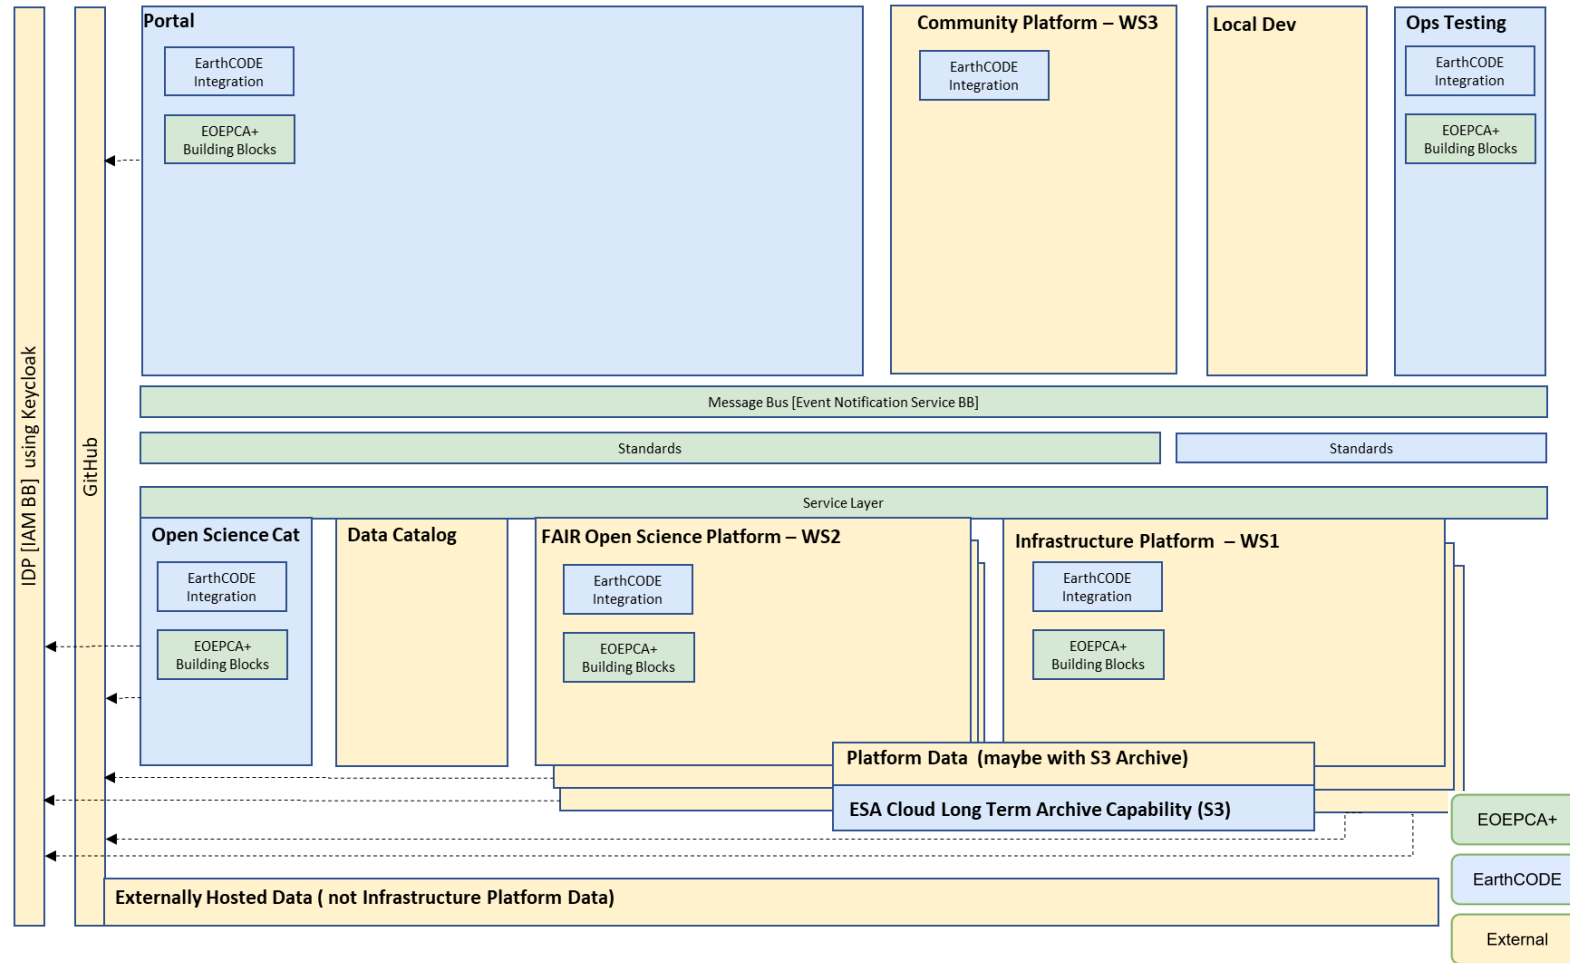 Portal
EarthCODE
Integration
EOEPCA+
Building Blocks
Community Platform – WS3
EarthCODE
Integration
Local Dev
Ops Testing
EarthCODE
Integration
EOEPCA+
Building Blocks
IDP [IAM BB]  using Keycloak
GitHub
Message Bus [Event Notification Service BB]
Standards
Standards
Service Layer
Open Science Cat
EarthCODE
Integration
EOEPCA+
Building Blocks
Data Catalog
FAIR Open Science Platform – WS2
EarthCODE
Integration
EOEPCA+
Building Blocks
Infrastructure Platform  – WS1
EarthCODE
Integration
EOEPCA+
Building Blocks
Platform Data  (maybe with S3 Archive)
ESA Cloud Long Term Archive Capability (S3)
Externally Hosted Data ( not Infrastructure Platform Data)
EOEPCA+
EarthCODE
External